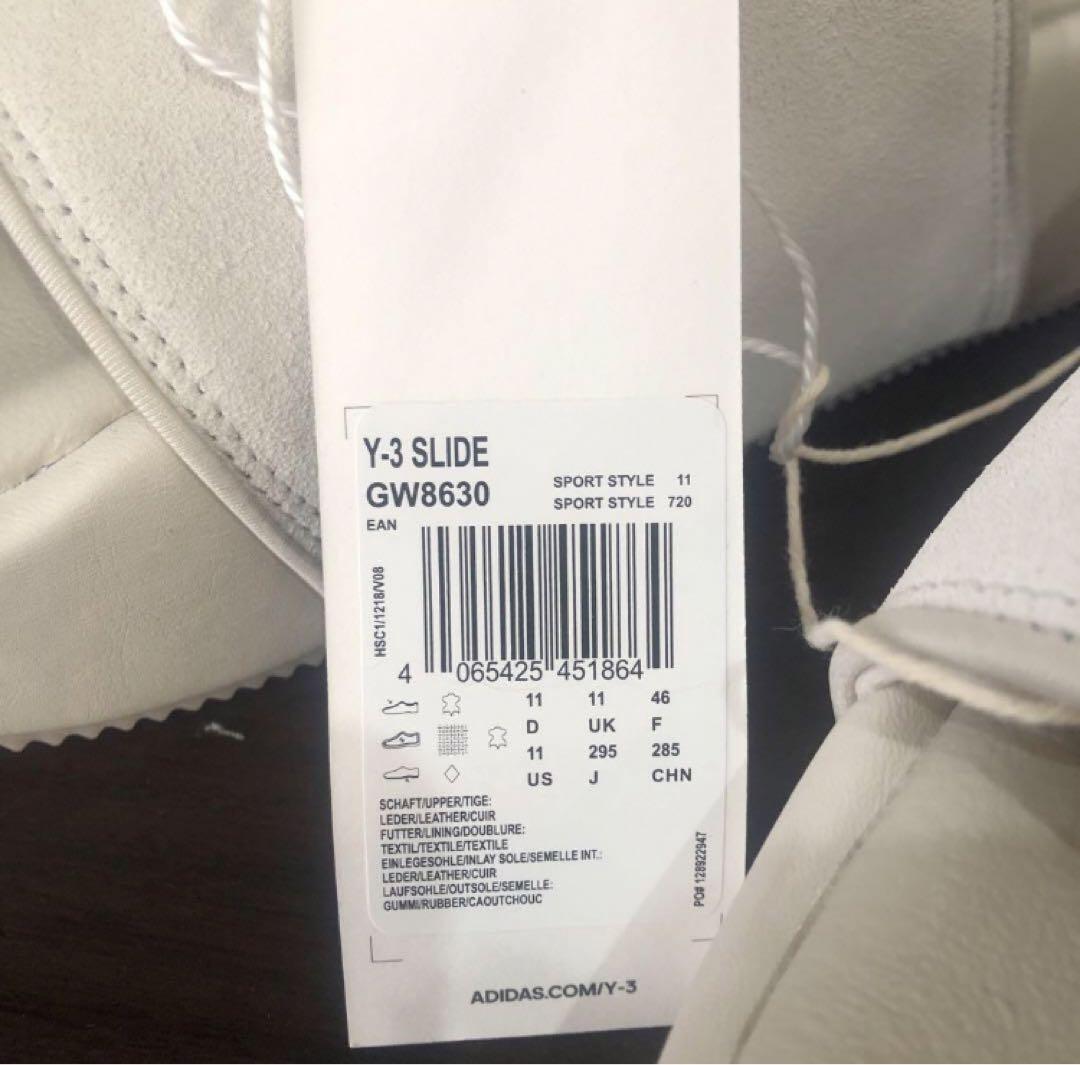 Y-3 SLIDE
GW8630
SPORT STYLE 11
SPORT STYLE 720
EAN
HSC1/1218/V08
4 065425 451864
11 11 46
D UK F
11 295 285
US J CHN
SCHAFT/UPPER/TIGE:
LEDER/LEATHER/CUIR
FUTTER/LINING/DOUBLURE:
TEXTIL/TEXTILE/TEXTILE
EINLEGESOHLE/INLAY SOLE/SEMELLE INT.:
LEDER/LEATHER/CUIR
LAUFSOHLE/OUTSOLE/SEMELLE:
GUMMI/RUBBER/CAOUTCHOUC
PO# 128922947
ADIDAS.COM/Y-3